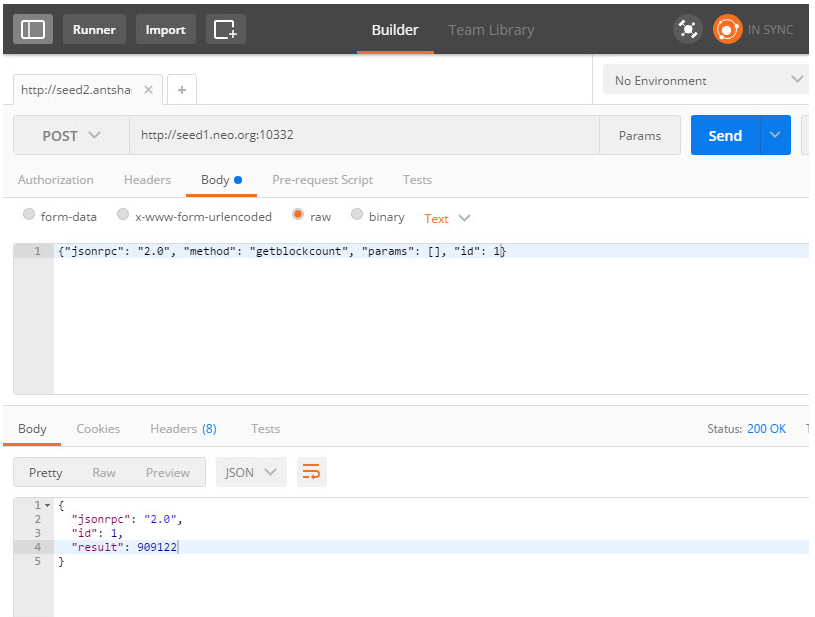 Runner Import Builder Team Library IN SYNC
http://seed2.antsha × + No Environment
POST http://seed1.neo.org:10332 Params Send
Authorization Headers Body Pre-request Script Tests
form-data x-www-form-urlencoded raw binary Text
1 {"jsonrpc": "2.0", "method": "getblockcount", "params": [], "id": 1}
Body Cookies Headers (8) Tests Status: 200 OK
Pretty Raw Preview JSON
1 {
2 "jsonrpc": "2.0",
3 "id": 1,
4 "result": 909122
5 }